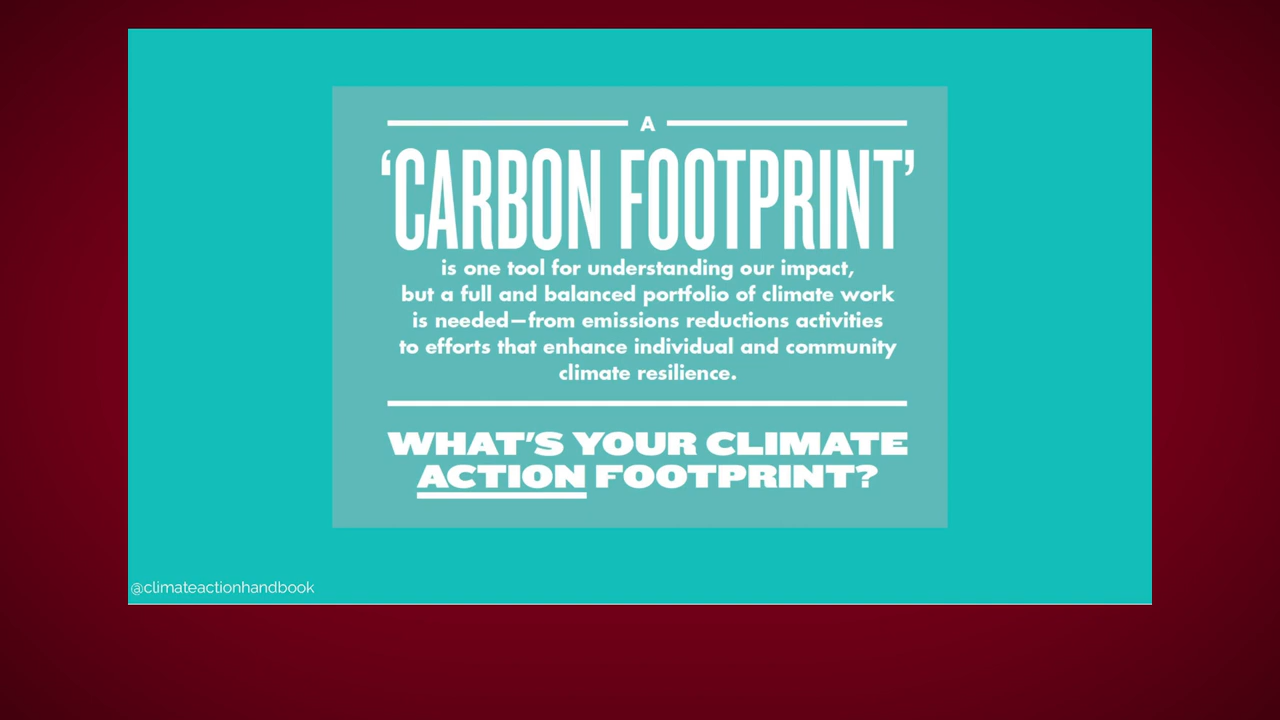 A
‘CARBON FOOTPRINT’
is one tool for understanding our impact,
but a full and balanced portfolio of climate work
is needed—from emissions reductions activities
to efforts that enhance individual and community
climate resilience.
WHAT’S YOUR CLIMATE
ACTION FOOTPRINT?
@climateactionhandbook